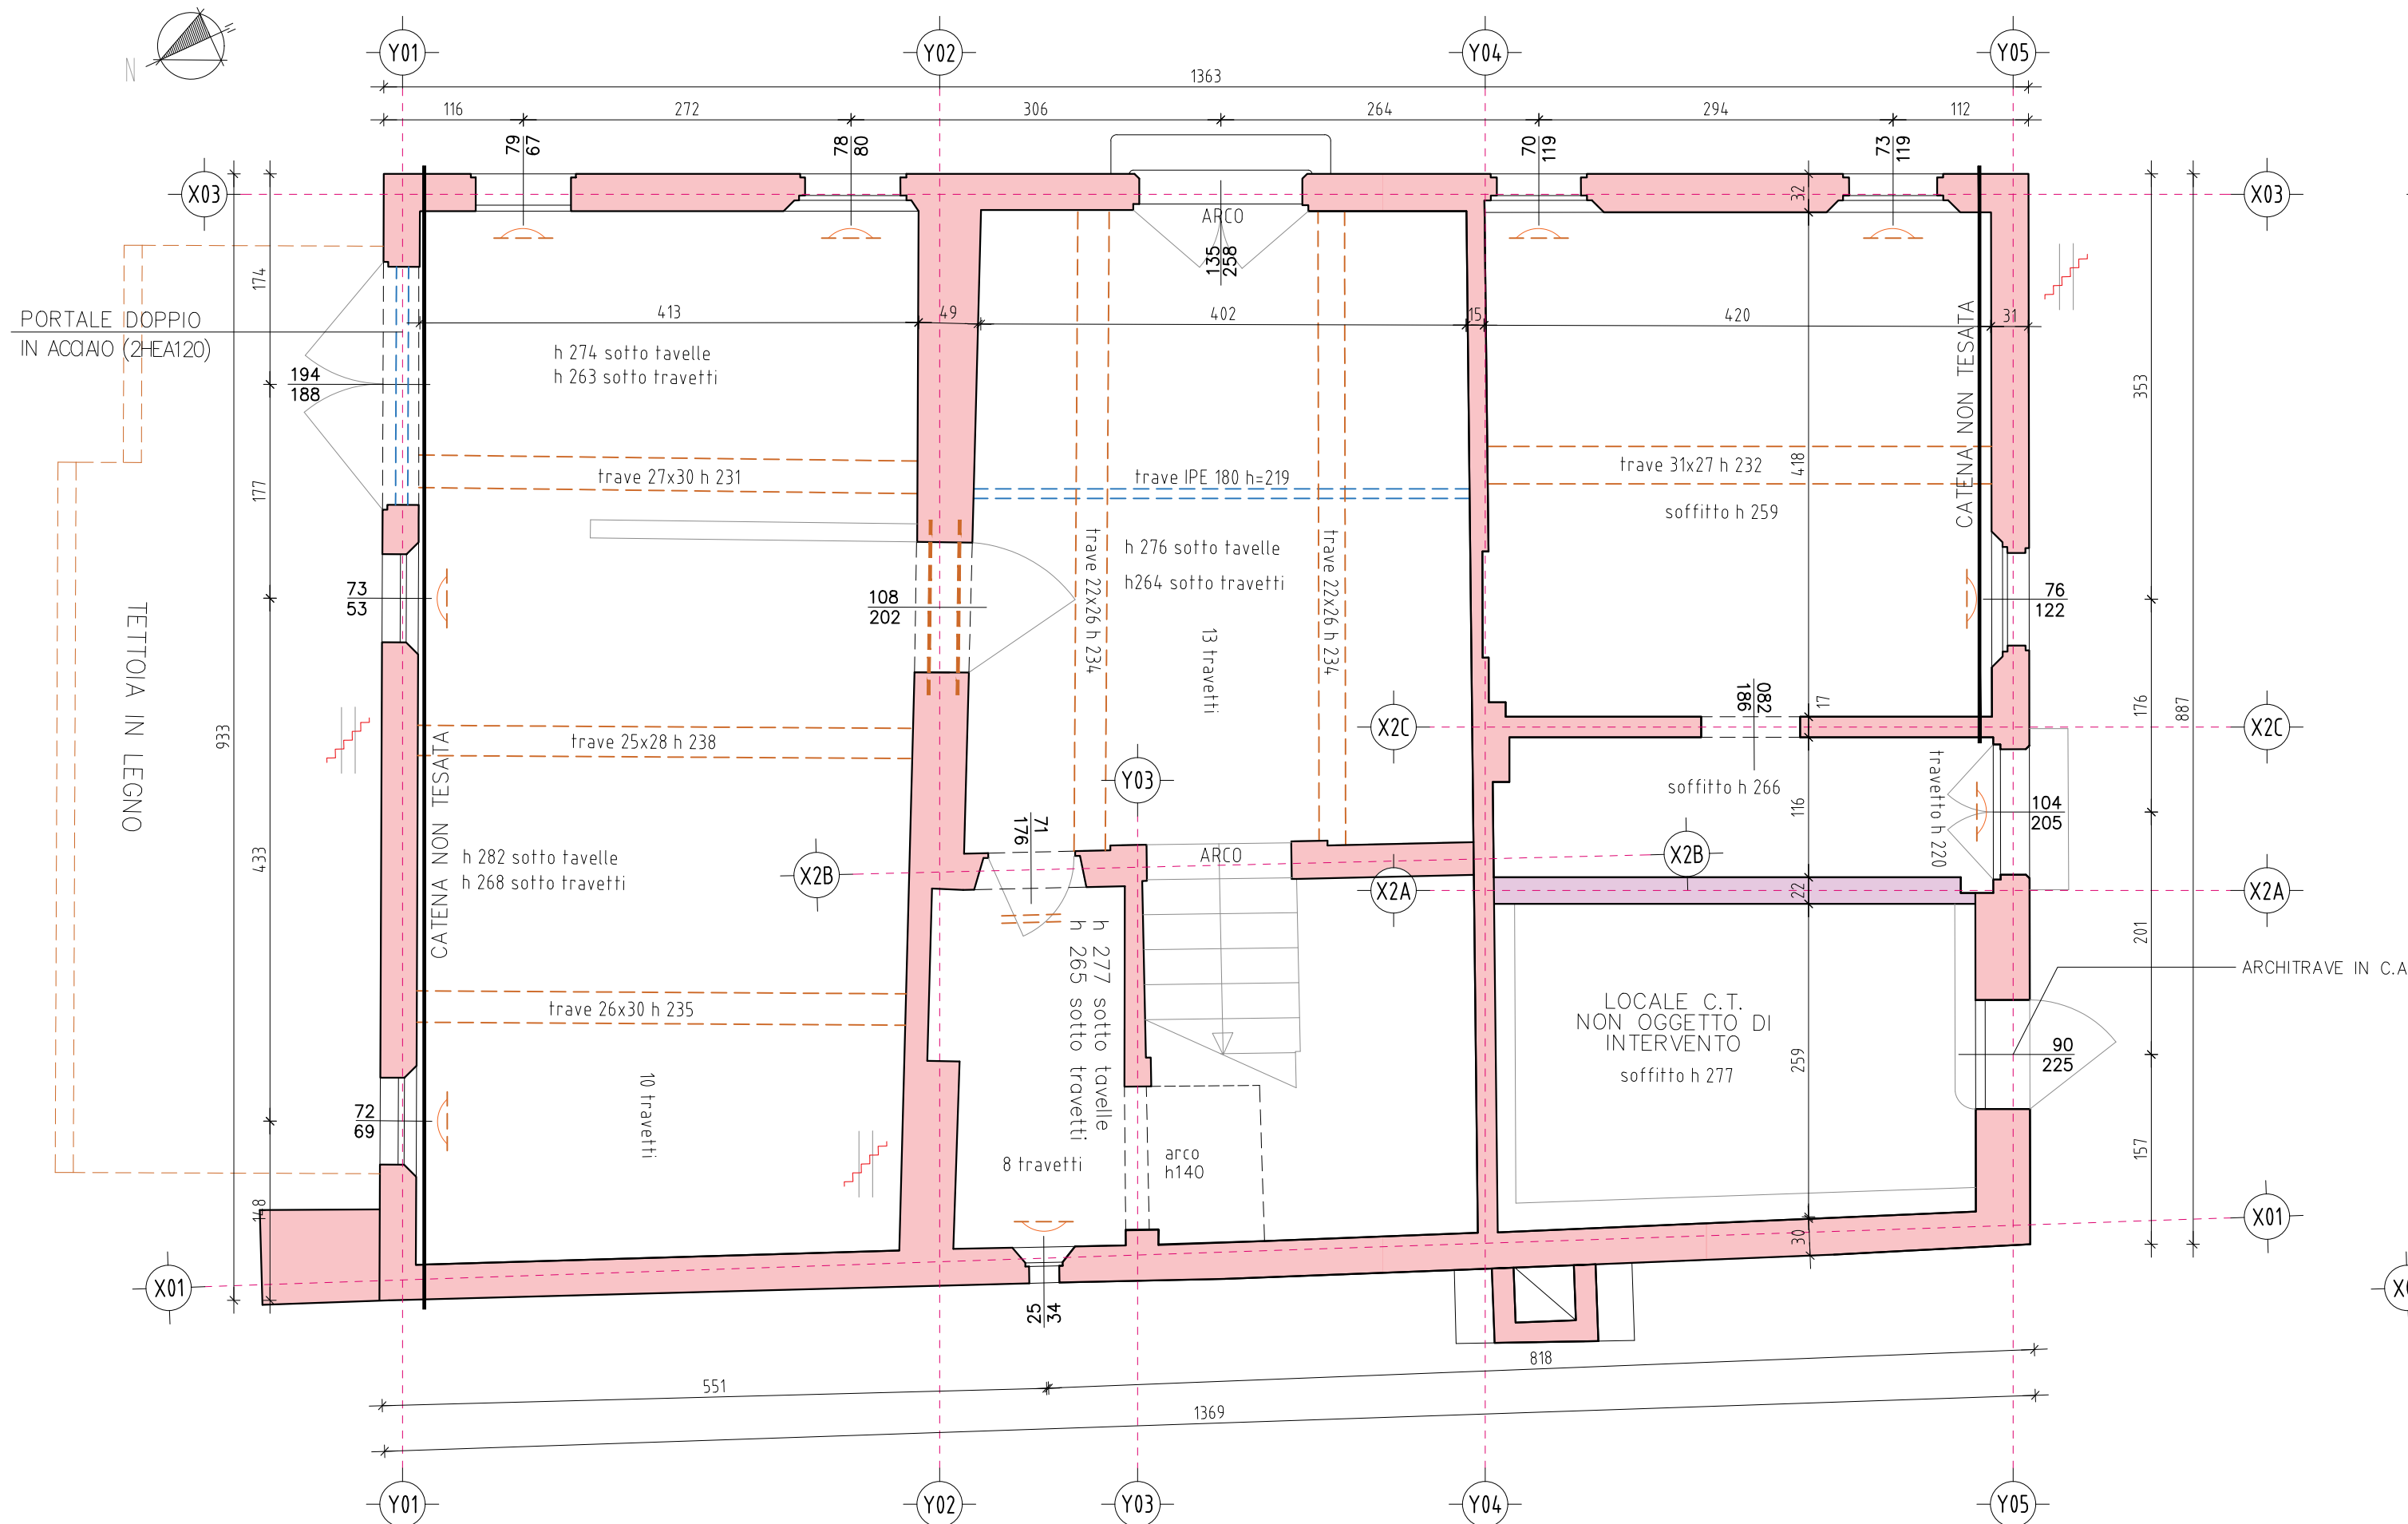 N
Y01
Y02
Y04
Y05
1363
116
272
306
264
294
112
79
67
78
80
70
119
73
119
X03
X03
32
ARCO
135
258
174
PORTALE DOPPIO
IN ACCIAIO (2HEA120)
413
49
402
15
420
31
h 274 sotto tavelle
h 263 sotto travetti
194
188
CATENA NON TESATA
353
trave 27x30 h 231
trave IPE 180 h=219
trave 31x27 h 232
418
soffitto h 259
177
trave 22x26 h 234
h 276 sotto tavelle
h264 sotto travetti
trave 22x26 h 234
73
53
108
202
76
122
13 travetti
TETTOIA IN LEGNO
933
082
186
17
176
887
X2C
X2C
trave 25x28 h 238
CATENA NON TESATA
Y03
soffitto h 266
travetto h 220
104
205
116
71
176
433
h 282 sotto tavelle
h 268 sotto travetti
X2B
ARCO
X2B
X2A
X2A
22
201
h 277 sotto tavelle
h 265 sotto travetti
ARCHITRAVE IN C.A
trave 26x30 h 235
LOCALE C.T.
NON OGGETTO DI
INTERVENTO
soffitto h 277
259
90
225
10 travetti
72
69
8 travetti
arco
h140
157
148
30
X01
X01
25
34
551
818
1369
Y01
Y02
Y03
Y04
Y05